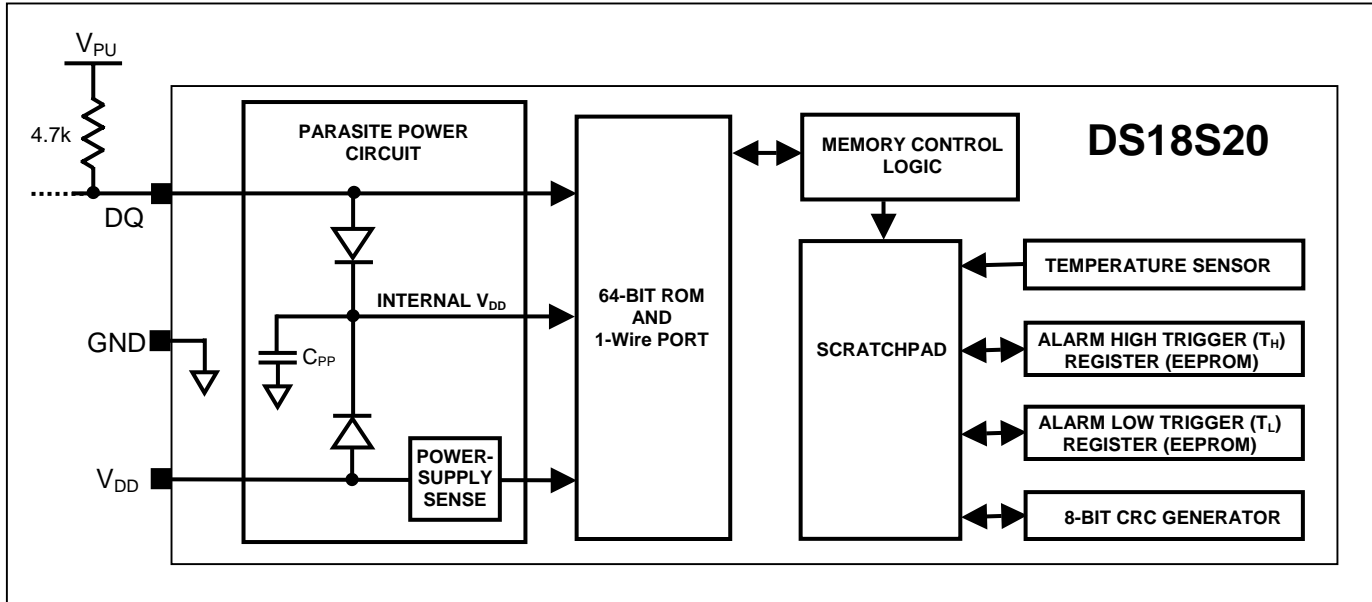 V_PU
4.7k
DQ
GND
V_DD
PARASITE POWER
CIRCUIT
INTERNAL V_DD
C_PP
POWER-
SUPPLY
SENSE
64-BIT ROM
AND
1-Wire PORT
MEMORY CONTROL
LOGIC
SCRATCHPAD
DS18S20
TEMPERATURE SENSOR
ALARM HIGH TRIGGER (T_H)
REGISTER (EEPROM)
ALARM LOW TRIGGER (T_L)
REGISTER (EEPROM)
8-BIT CRC GENERATOR